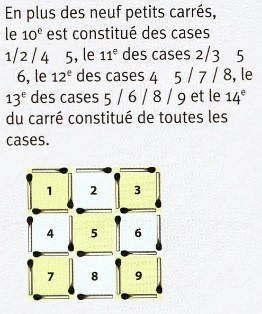 En plus des neuf petits carrés,
le 10e est constitué des cases
1/2/4 5, le 11e des cases 2/3 5
6, le 12e des cases 4 5 / 7 / 8, le
13e des cases 5 / 6 / 8 / 9 et le 14e
du carré constitué de toutes les
cases.
1 2 3
4 5 6
7 8 9